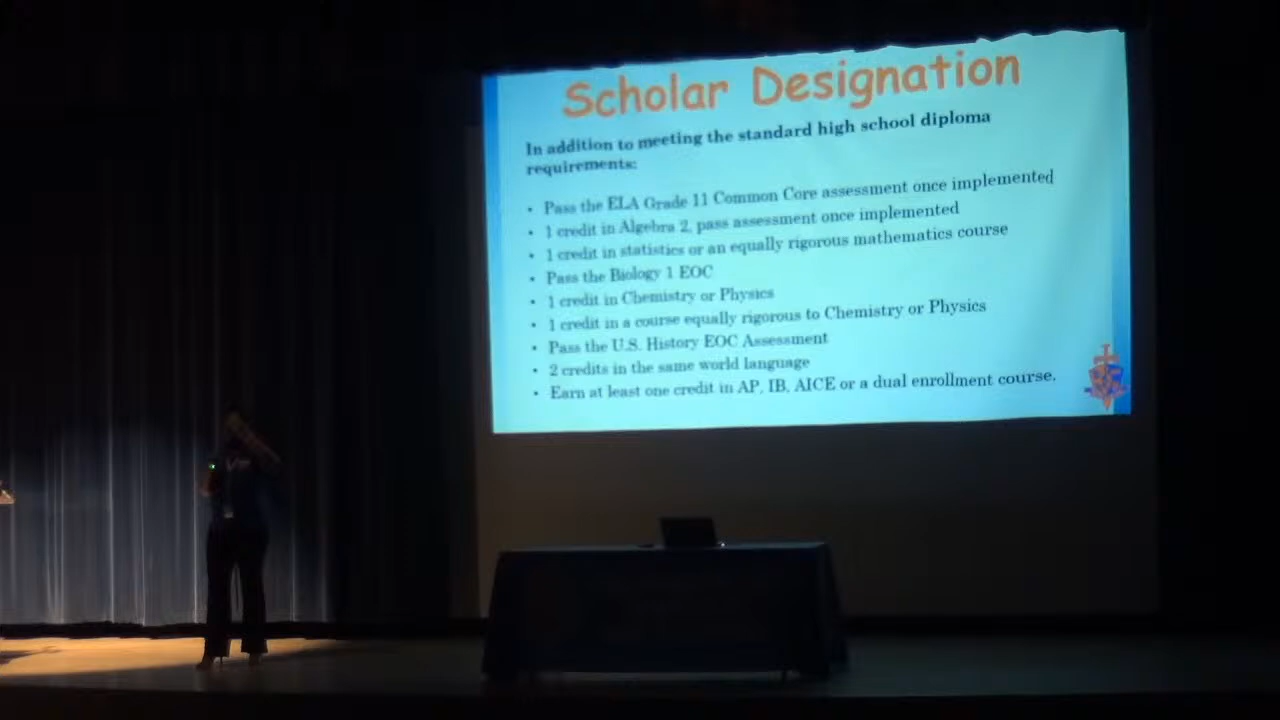 Scholar Designation
In addition to meeting the standard high school diploma
requirements:
• Pass the ELA Grade 11 Common Core assessment once implemented
• 1 credit in Algebra 2, pass assessment once implemented
• 1 credit in statistics or an equally rigorous mathematics course
• Pass the Biology 1 EOC
• 1 credit in Chemistry or Physics
• 1 credit in a course equally rigorous to Chemistry or Physics
• Pass the U.S. History EOC Assessment
• 2 credits in the same world language
• Earn at least one credit in AP, IB, AICE or a dual enrollment course.